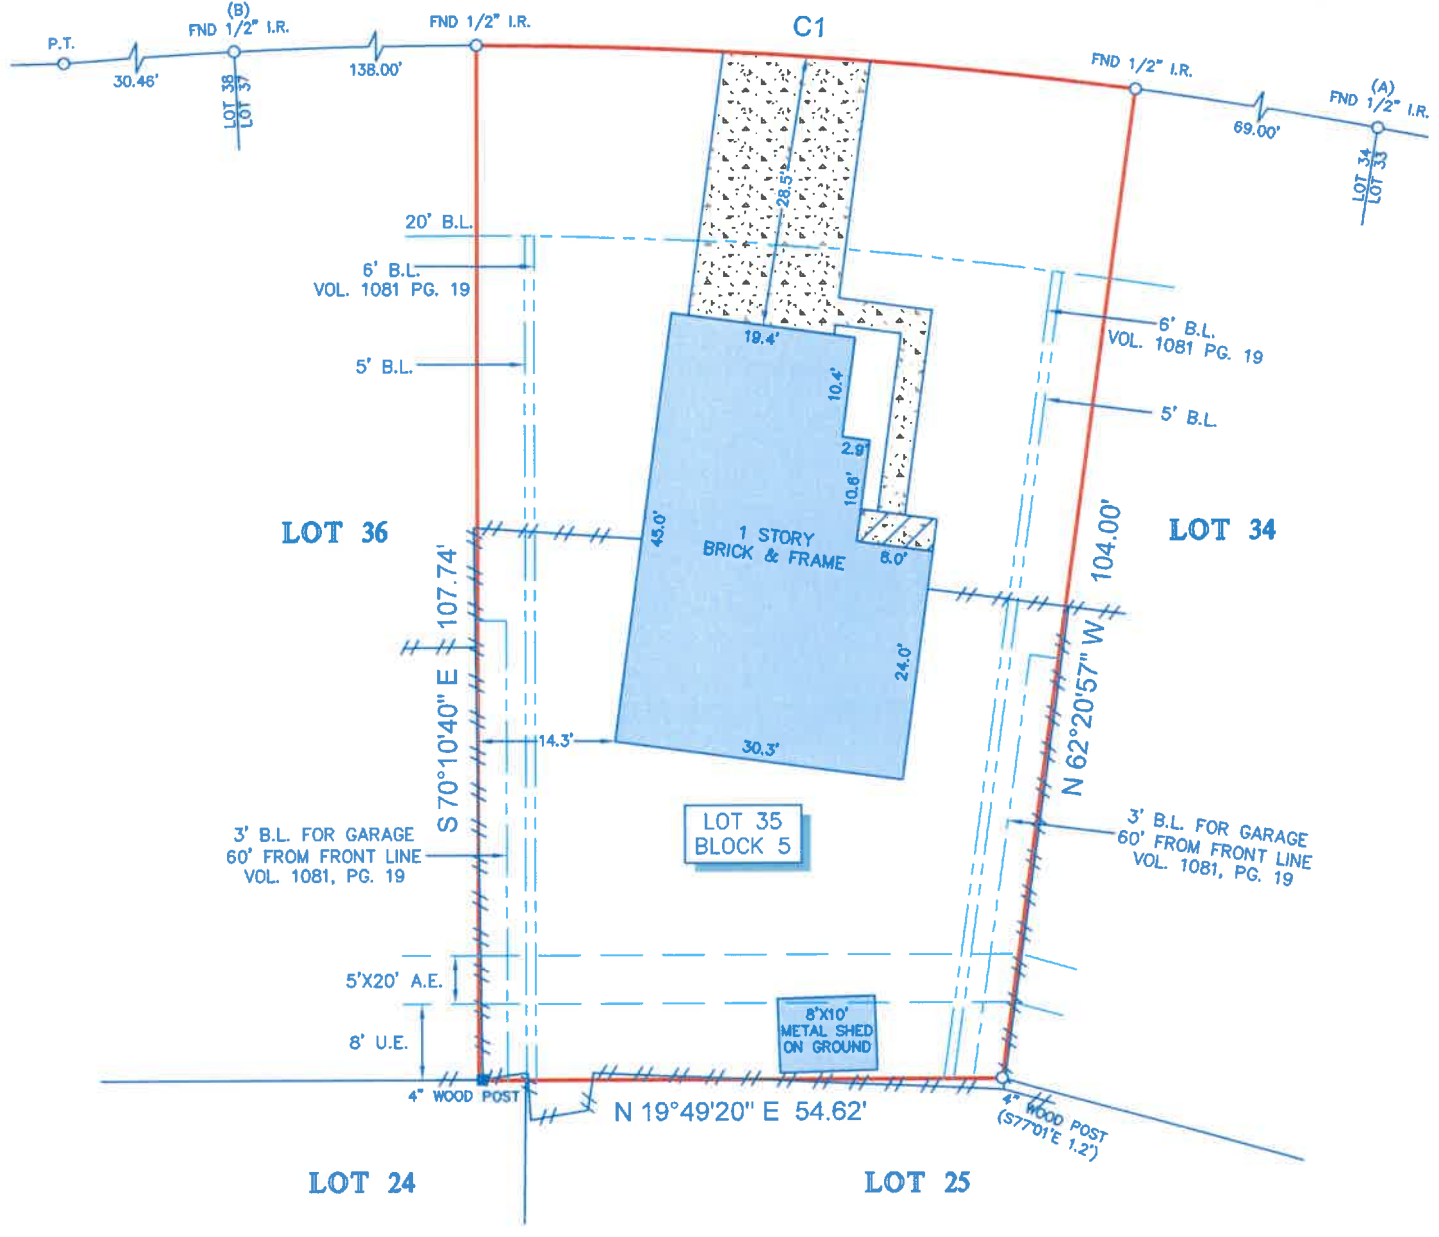 (B)
P.T.
FND 1/2" I.R.
FND 1/2" I.R.
C1
FND 1/2" I.R.
(A)
FND 1/2" I.R.
30.46'
138.00'
69.00'
LOT 38
LOT 37
LOT 34
LOT 33
28.5'
20' B.L.
6' B.L.
VOL. 1081 PG. 19
5' B.L.
6' B.L.
VOL. 1081 PG. 19
5' B.L.
19.4'
10.4'
2.9'
10.6'
45.0'
1 STORY
BRICK & FRAME
8.0'
24.0'
LOT 36
LOT 34
S 70°10'40" E 107.74'
N 62°20'57" W 104.00'
14.3'
30.3'
LOT 35
BLOCK 5
3' B.L. FOR GARAGE
60' FROM FRONT LINE
VOL. 1081, PG. 19
3' B.L. FOR GARAGE
60' FROM FRONT LINE
VOL. 1081, PG. 19
5'X20' A.E.
8' U.E.
8'X10'
METAL SHED
ON GROUND
4" WOOD POST
N 19°49'20" E 54.62'
4" WOOD POST
(S77°01'E 1.2')
LOT 24
LOT 25